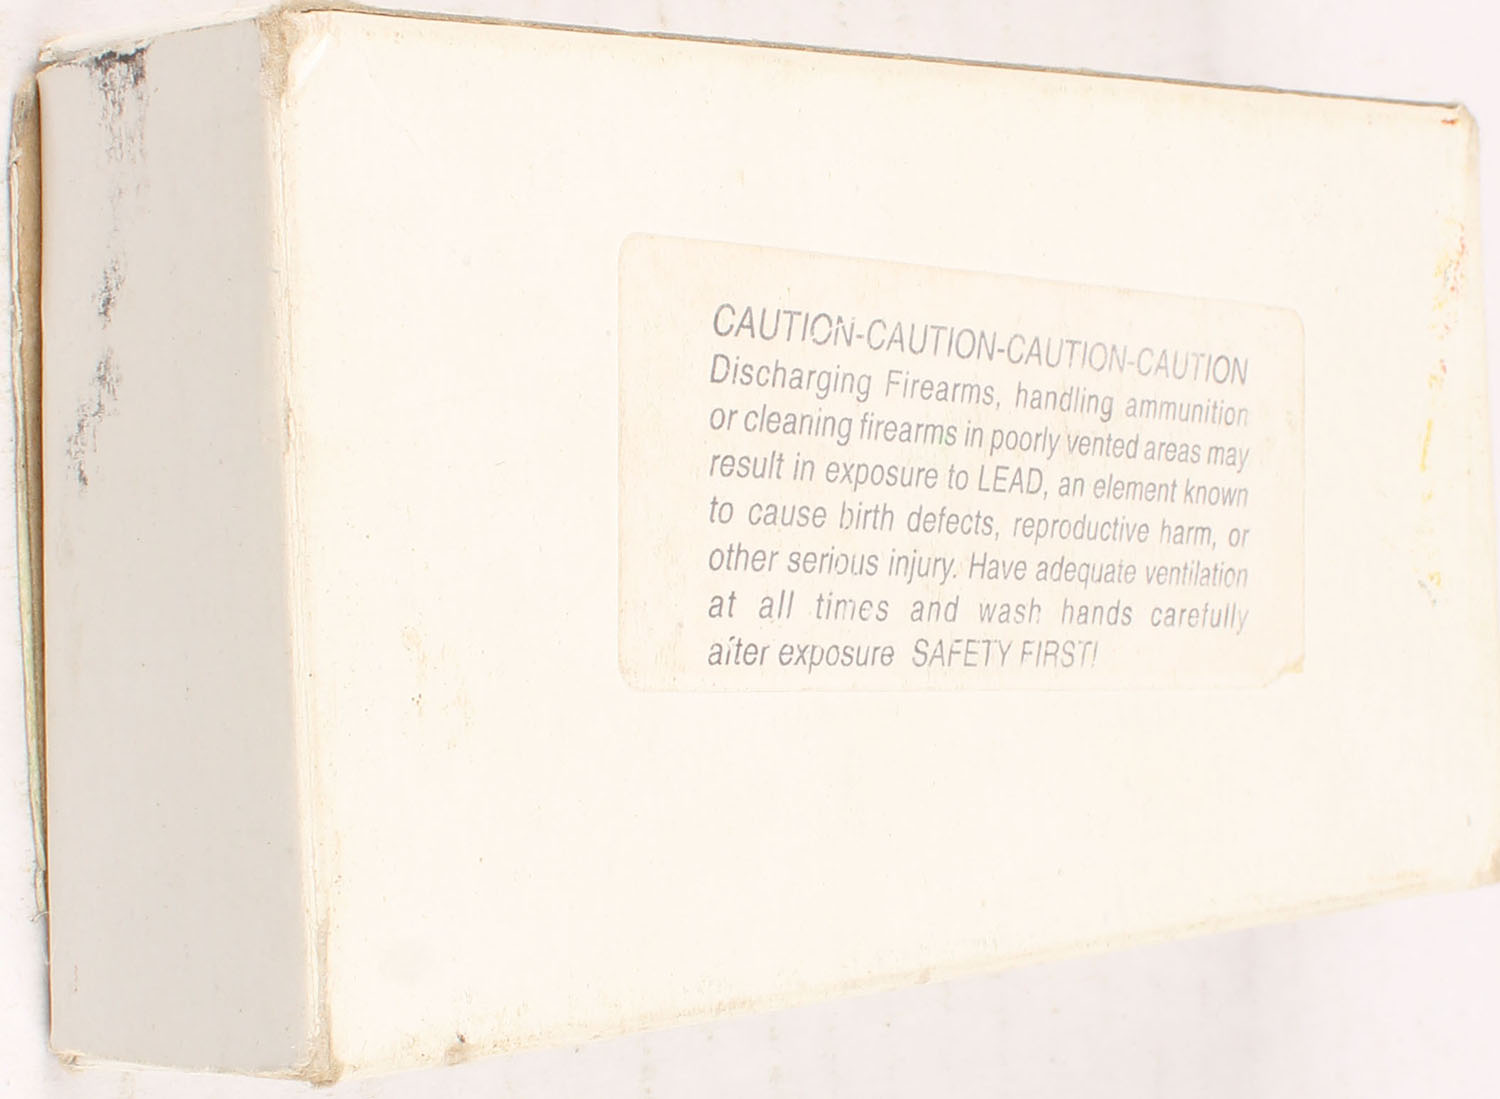 CAUTION-CAUTION-CAUTION-CAUTION
Discharging Firearms, handling ammunition
or cleaning firearms in poorly vented areas may
result in exposure to LEAD, an element known
to cause birth defects, reproductive harm, or
other serious injury. Have adequate ventilation
at all times and wash hands carefully
after exposure SAFETY FIRST!